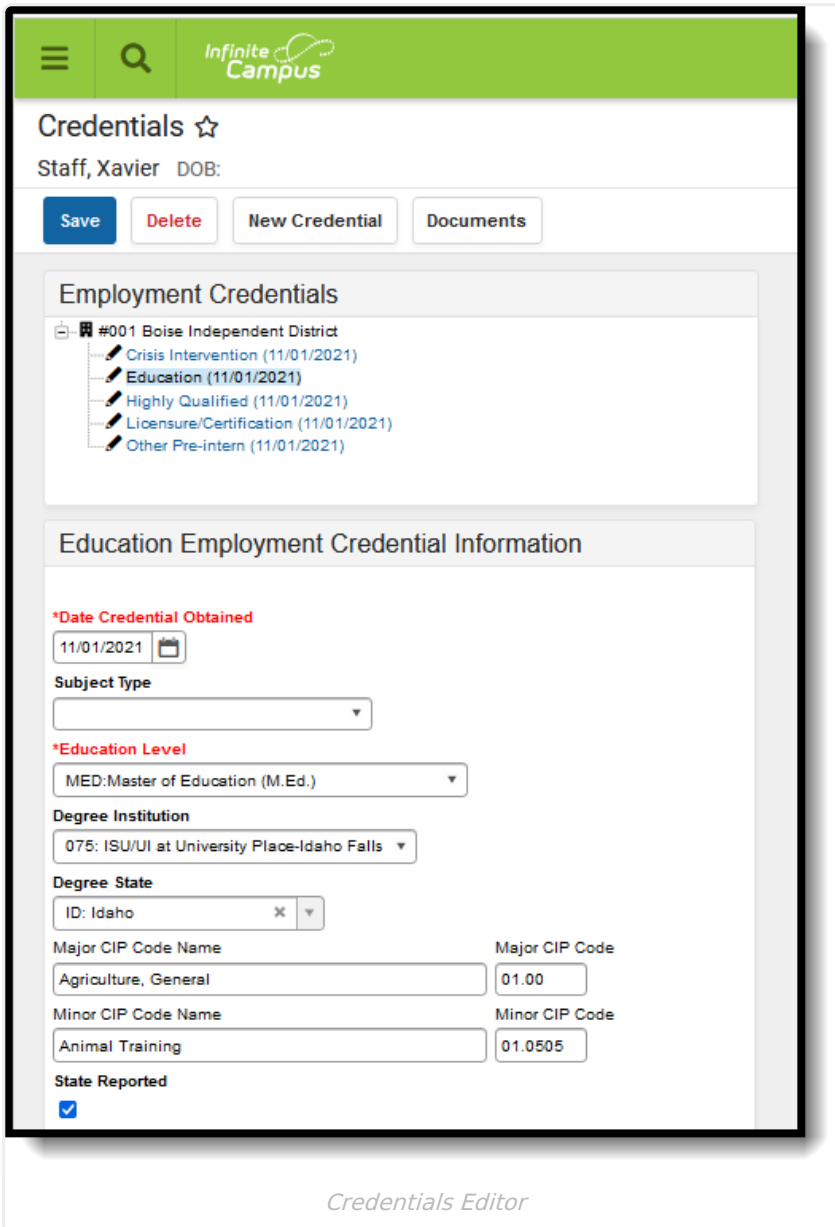 Infinite
Campus
Credentials
Staff, Xavier DOB:
Save Delete New Credential Documents
Employment Credentials
#001 Boise Independent District
Crisis Intervention (11/01/2021)
Education (11/01/2021)
Highly Qualified (11/01/2021)
Licensure/Certification (11/01/2021)
Other Pre-intern (11/01/2021)
Education Employment Credential Information
*Date Credential Obtained
11/01/2021
Subject Type
*Education Level
MED:Master of Education (M.Ed.)
Degree Institution
075: ISU/UI at University Place-Idaho Falls
Degree State
ID: Idaho
Major CIP Code Name Major CIP Code
Agriculture, General 01.00
Minor CIP Code Name Minor CIP Code
Animal Training 01.0505
State Reported
Credentials Editor